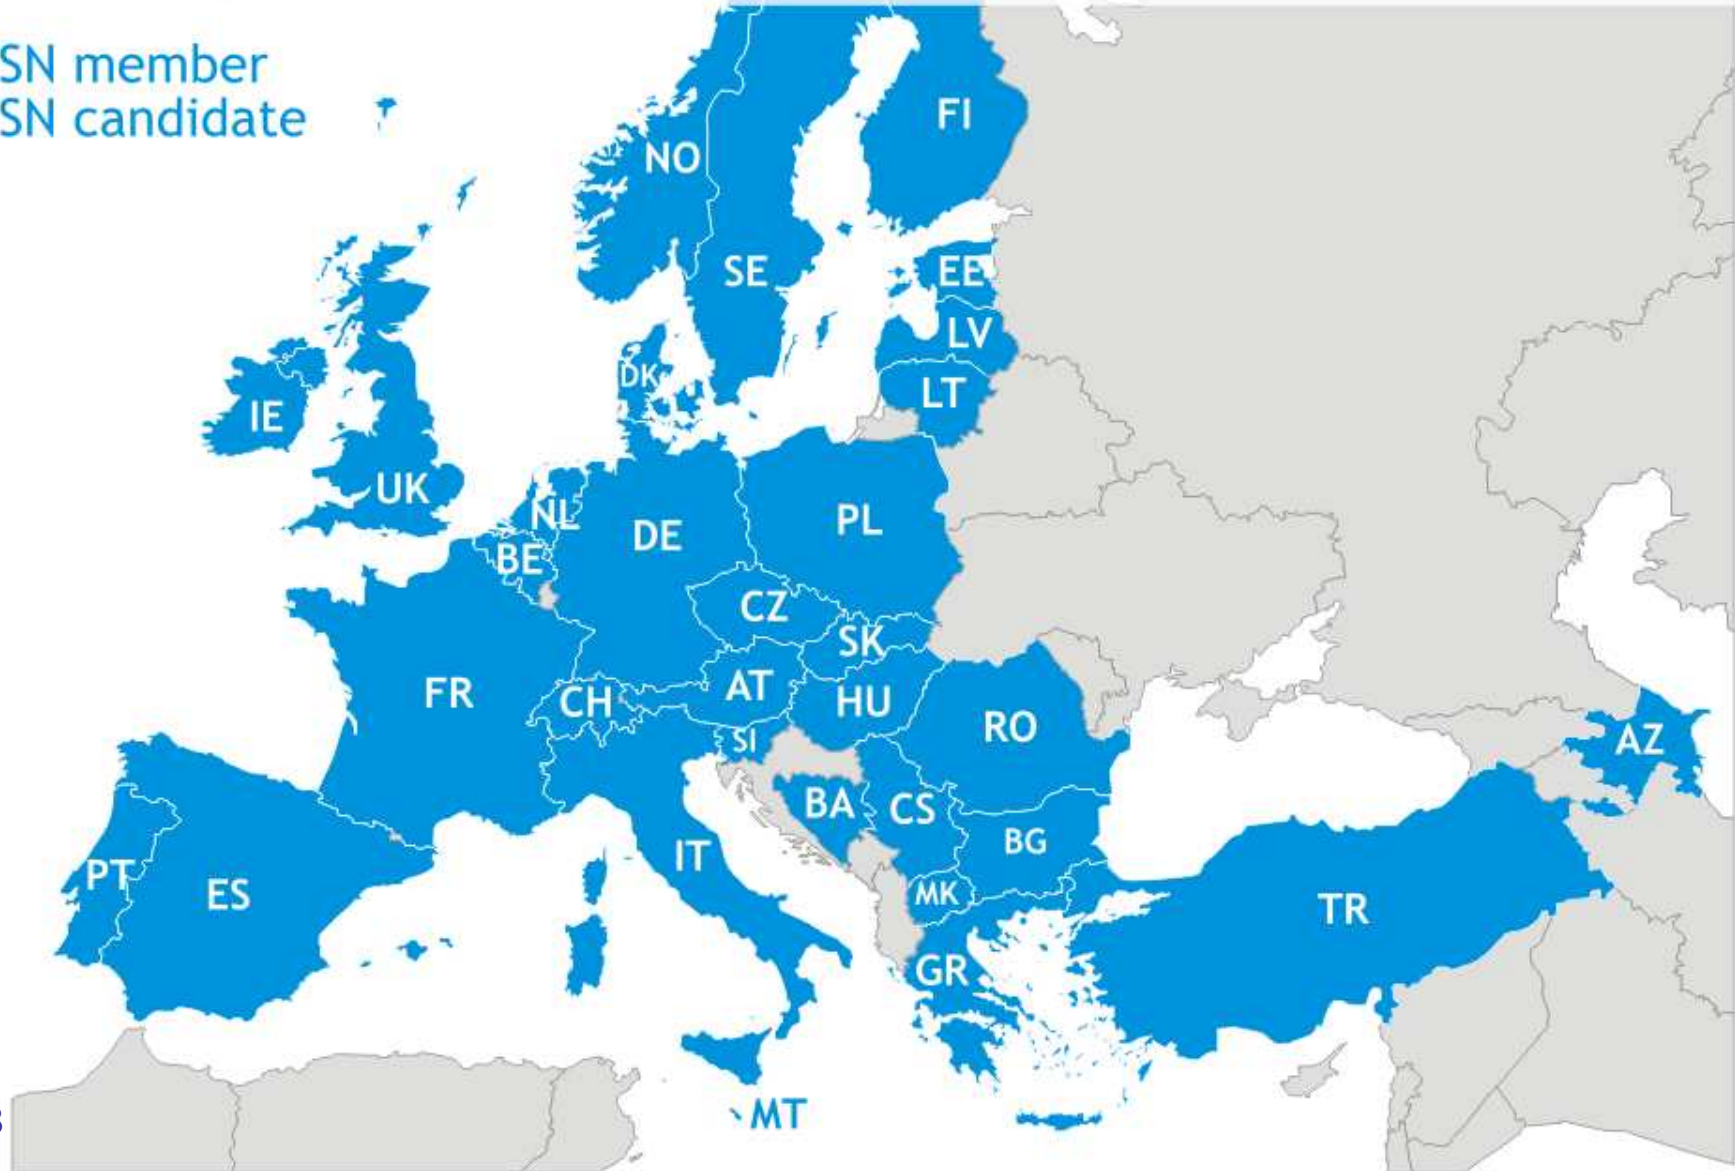 SN member
SN candidate
FI
NO
SE
EE
LV
DK
LT
IE
UK
NL
PL
DE
BE
CZ
SK
AT
FR
CH
HU
RO
SI
AZ
BA
CS
BG
IT
PT
ES
MK
TR
GR
MT